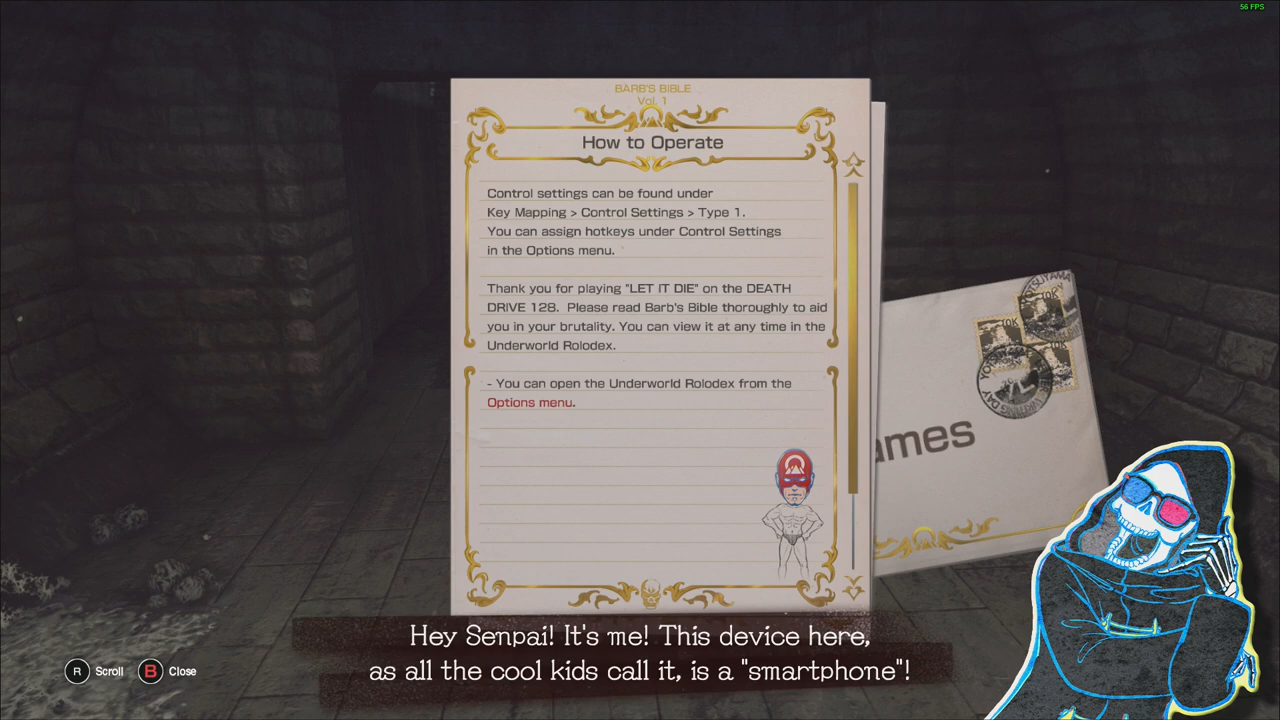 56 FPS
BARB'S BIBLE
Vol. 1
How to Operate
Control settings can be found under
Key Mapping > Control Settings > Type 1.
You can assign hotkeys under Control Settings
in the Options menu.
Thank you for playing "LET IT DIE" on the DEATH
DRIVE 128. Please read Barb's Bible thoroughly to aid
you in your brutality. You can view it at any time in the
Underworld Rolodex.
- You can open the Underworld Rolodex from the
Options menu.
ames
Hey Senpai! It's me! This device here,
as all the cool kids call it, is a "smartphone"!
R Scroll B Close